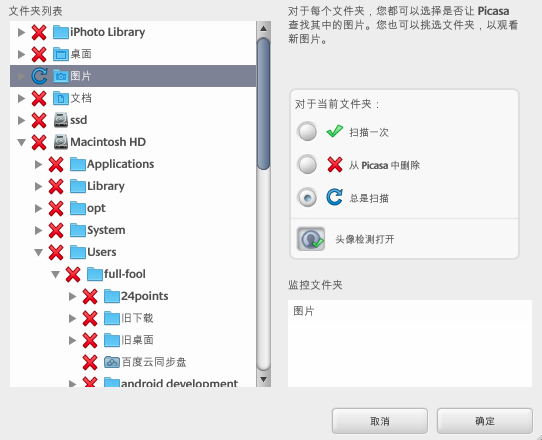 文件夹列表
iPhoto Library
桌面
图片
文档
ssd
Macintosh HD
Applications
Library
opt
System
Users
full-fool
24points
旧下载
旧桌面
百度云同步盘
android development
对于每个文件夹，您都可以选择是否让 Picasa
查找其中的图片。您也可以挑选文件夹，以观看
新图片。
对于当前文件夹：
扫描一次
从 Picasa 中删除
总是扫描
头像检测打开
监控文件夹
图片
取消
确定